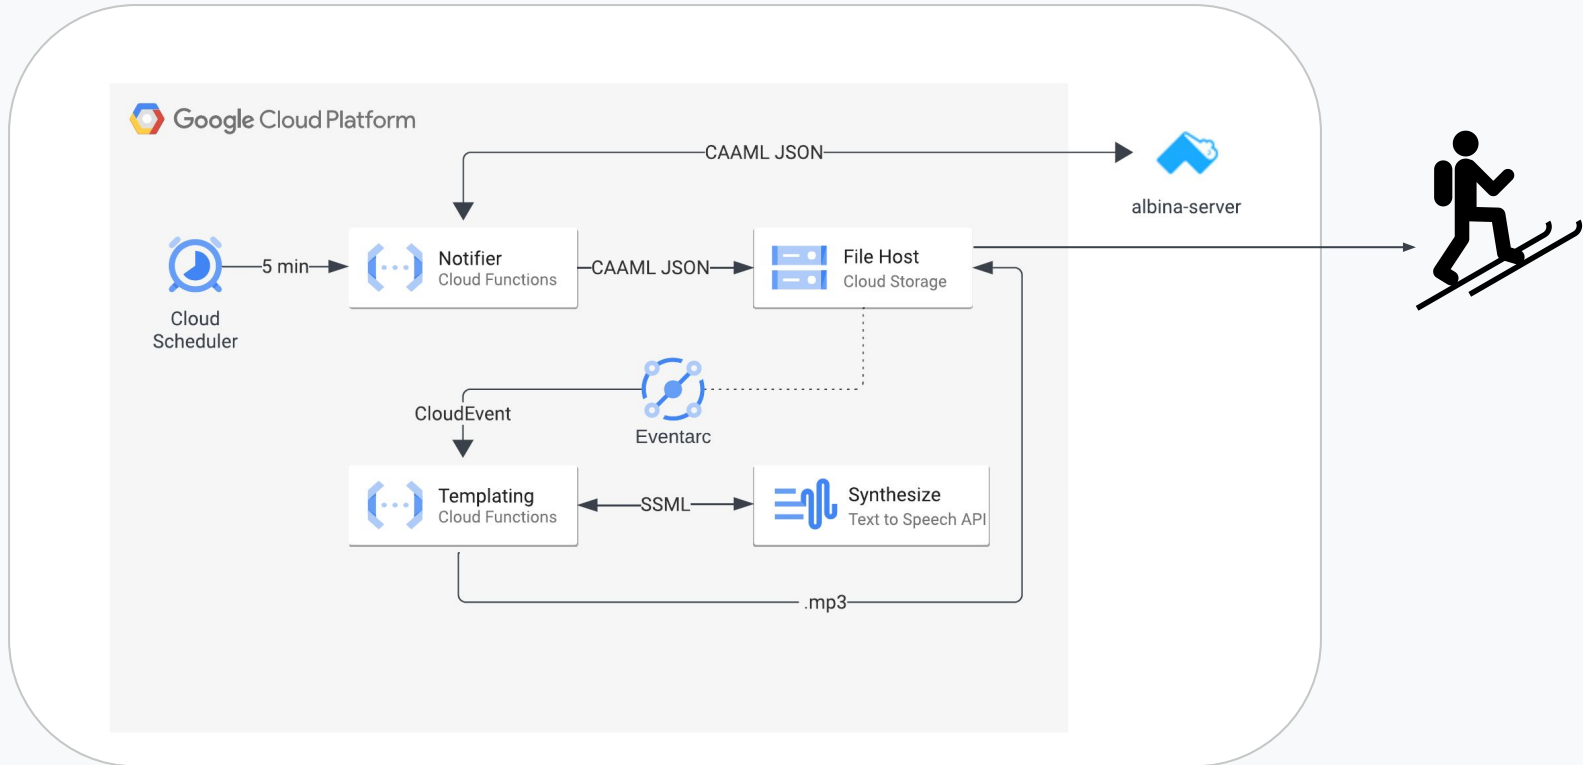 Google Cloud Platform
CAAML JSON
albina-server
5 min
Notifier
Cloud Functions
CAAML JSON
File Host
Cloud Storage
Cloud
Scheduler
CloudEvent
Eventarc
Templating
Cloud Functions
SSML
Synthesize
Text to Speech API
.mp3